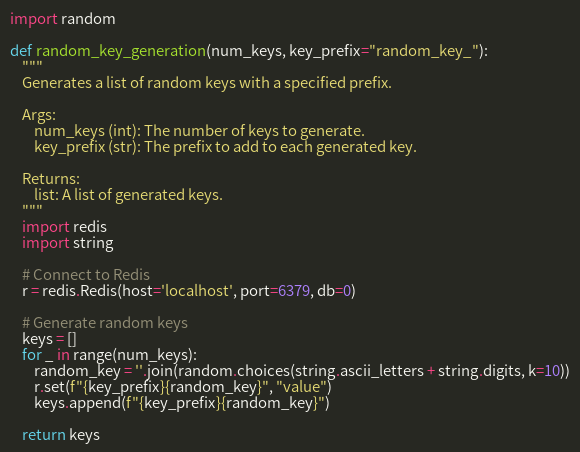 import random
def random_key_generation(num_keys, key_prefix="random_key_"):
"""
Generates a list of random keys with a specified prefix.
Args:
num_keys (int): The number of keys to generate.
key_prefix (str): The prefix to add to each generated key.
Returns:
list: A list of generated keys.
"""
import redis
import string
# Connect to Redis
r = redis.Redis(host='localhost', port=6379, db=0)
# Generate random keys
keys = []
for _ in range(num_keys):
random_key = ''.join(random.choices(string.ascii_letters + string.digits, k=10))
r.set(f"{key_prefix}{random_key}", "value")
keys.append(f"{key_prefix}{random_key}")
return keys